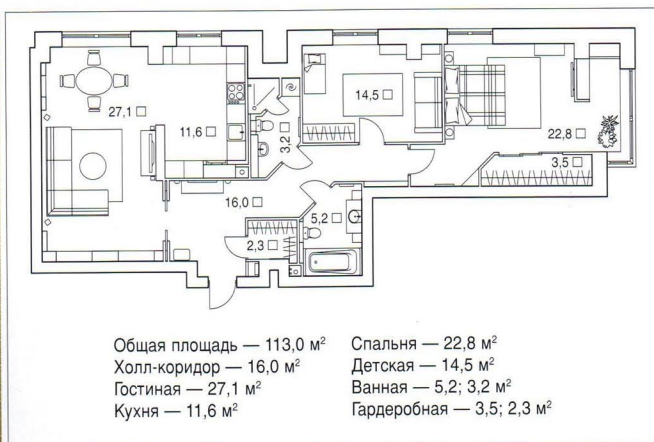 27,1
11,6
3,2
14,5
22,8
3,5
16,0
5,2
2,3
Общая площадь — 113,0 м²
Холл-коридор — 16,0 м²
Гостиная — 27,1 м²
Кухня — 11,6 м²
Спальня — 22,8 м²
Детская — 14,5 м²
Ванная — 5,2; 3,2 м²
Гардеробная — 3,5; 2,3 м²